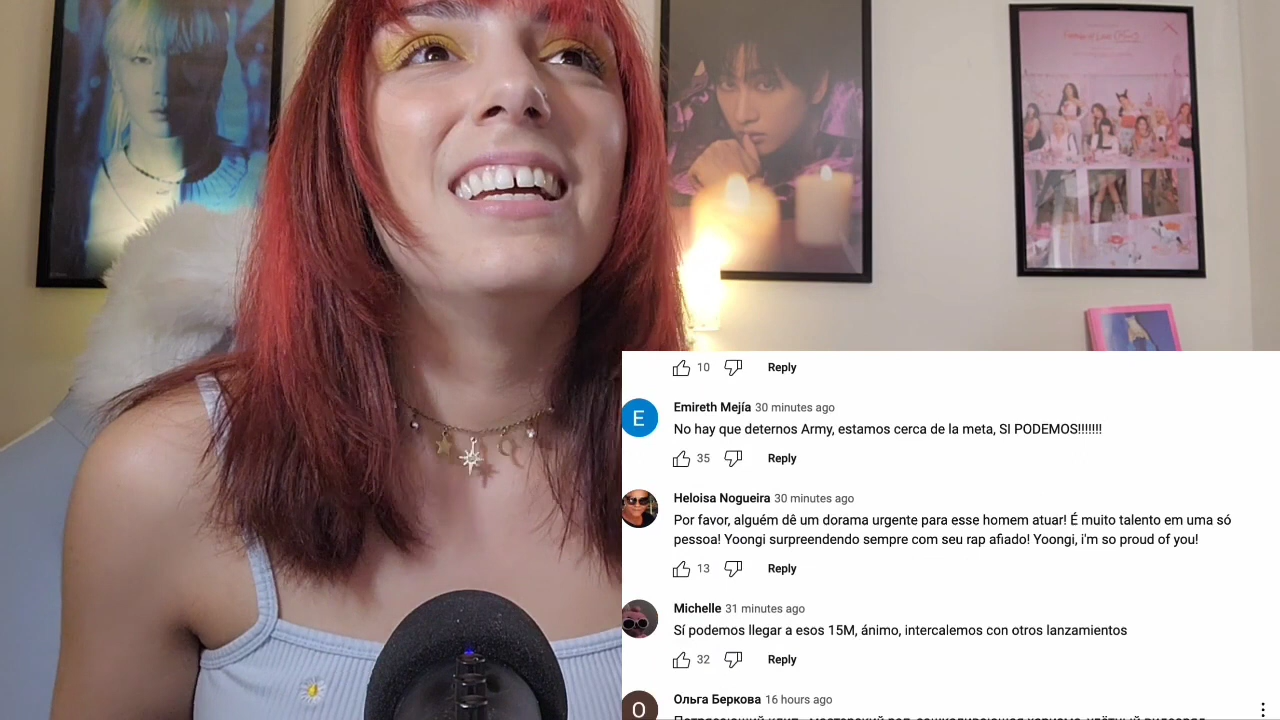 10 Reply
E
Emireth Mejía 30 minutes ago
No hay que deternos Army, estamos cerca de la meta, SI PODEMOS!!!!!!!
35 Reply
Heloisa Nogueira 30 minutes ago
Por favor, alguém dê um dorama urgente para esse homem atuar! É muito talento em uma só
pessoa! Yoongi surpreendendo sempre com seu rap afiado! Yoongi, i'm so proud of you!
13 Reply
Michelle 31 minutes ago
Sí podemos llegar a esos 15M, ánimo, intercalemos con otros lanzamientos
32 Reply
О
Ольга Беркова 16 hours ago